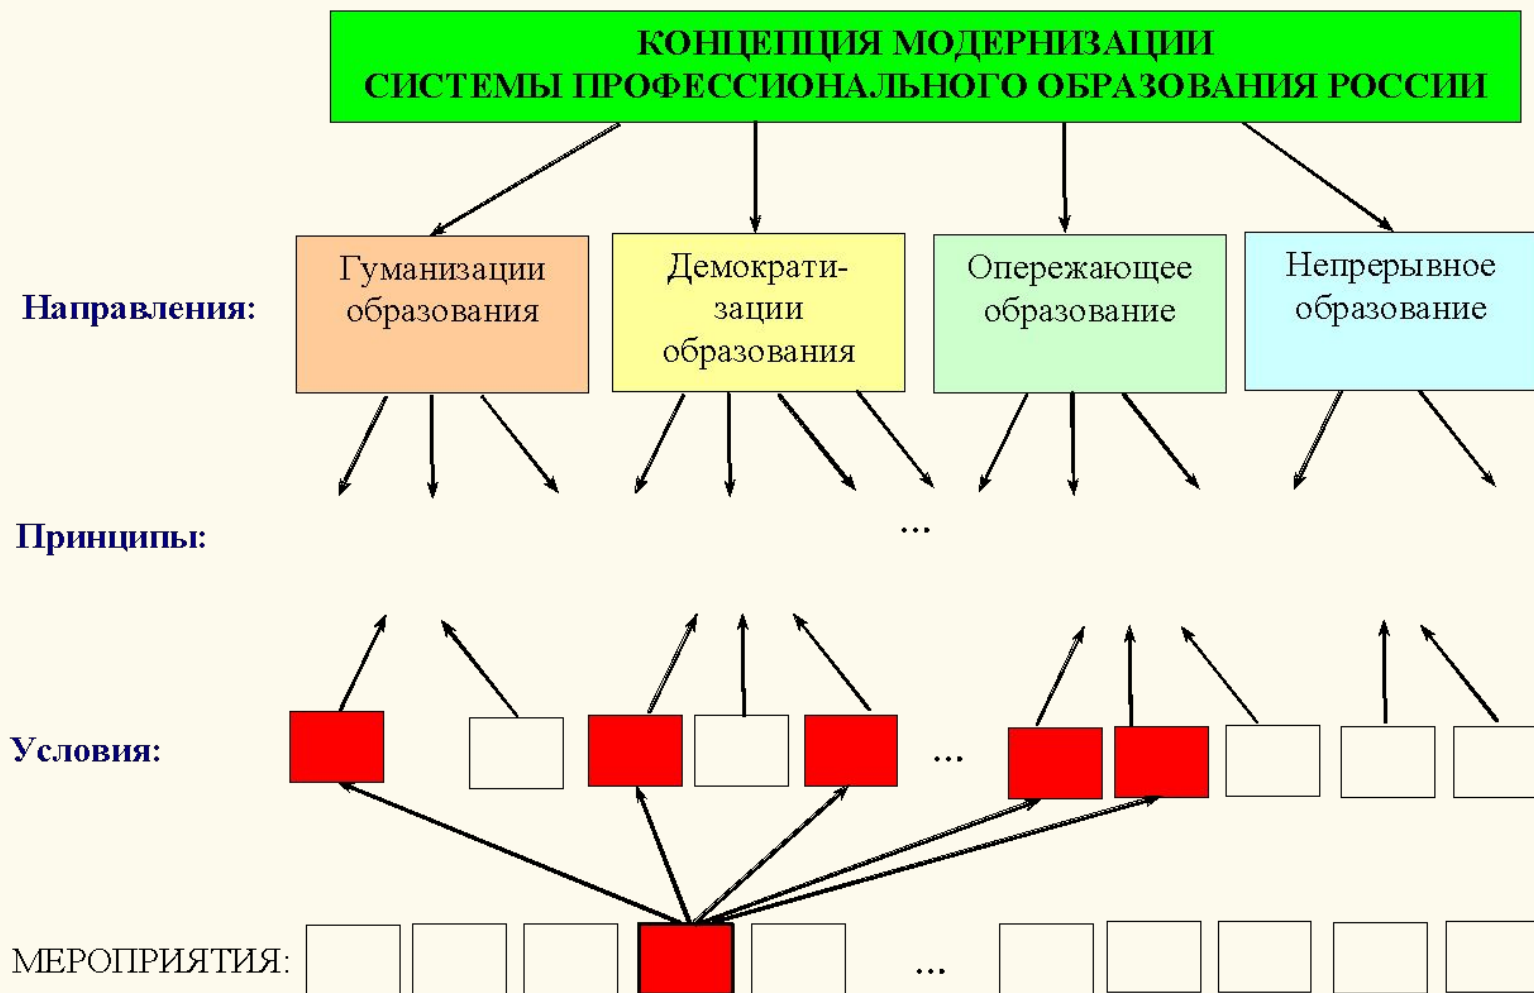 КОНЦЕПЦИЯ МОДЕРНИЗАЦИИ
СИСТЕМЫ ПРОФЕССИОНАЛЬНОГО ОБРАЗОВАНИЯ РОССИИ
Направления:
Гуманизации
образования
Демократи-
зации
образования
Опережающее
образование
Непрерывное
образование
Принципы:
...
Условия:
...
МЕРОПРИЯТИЯ:
...